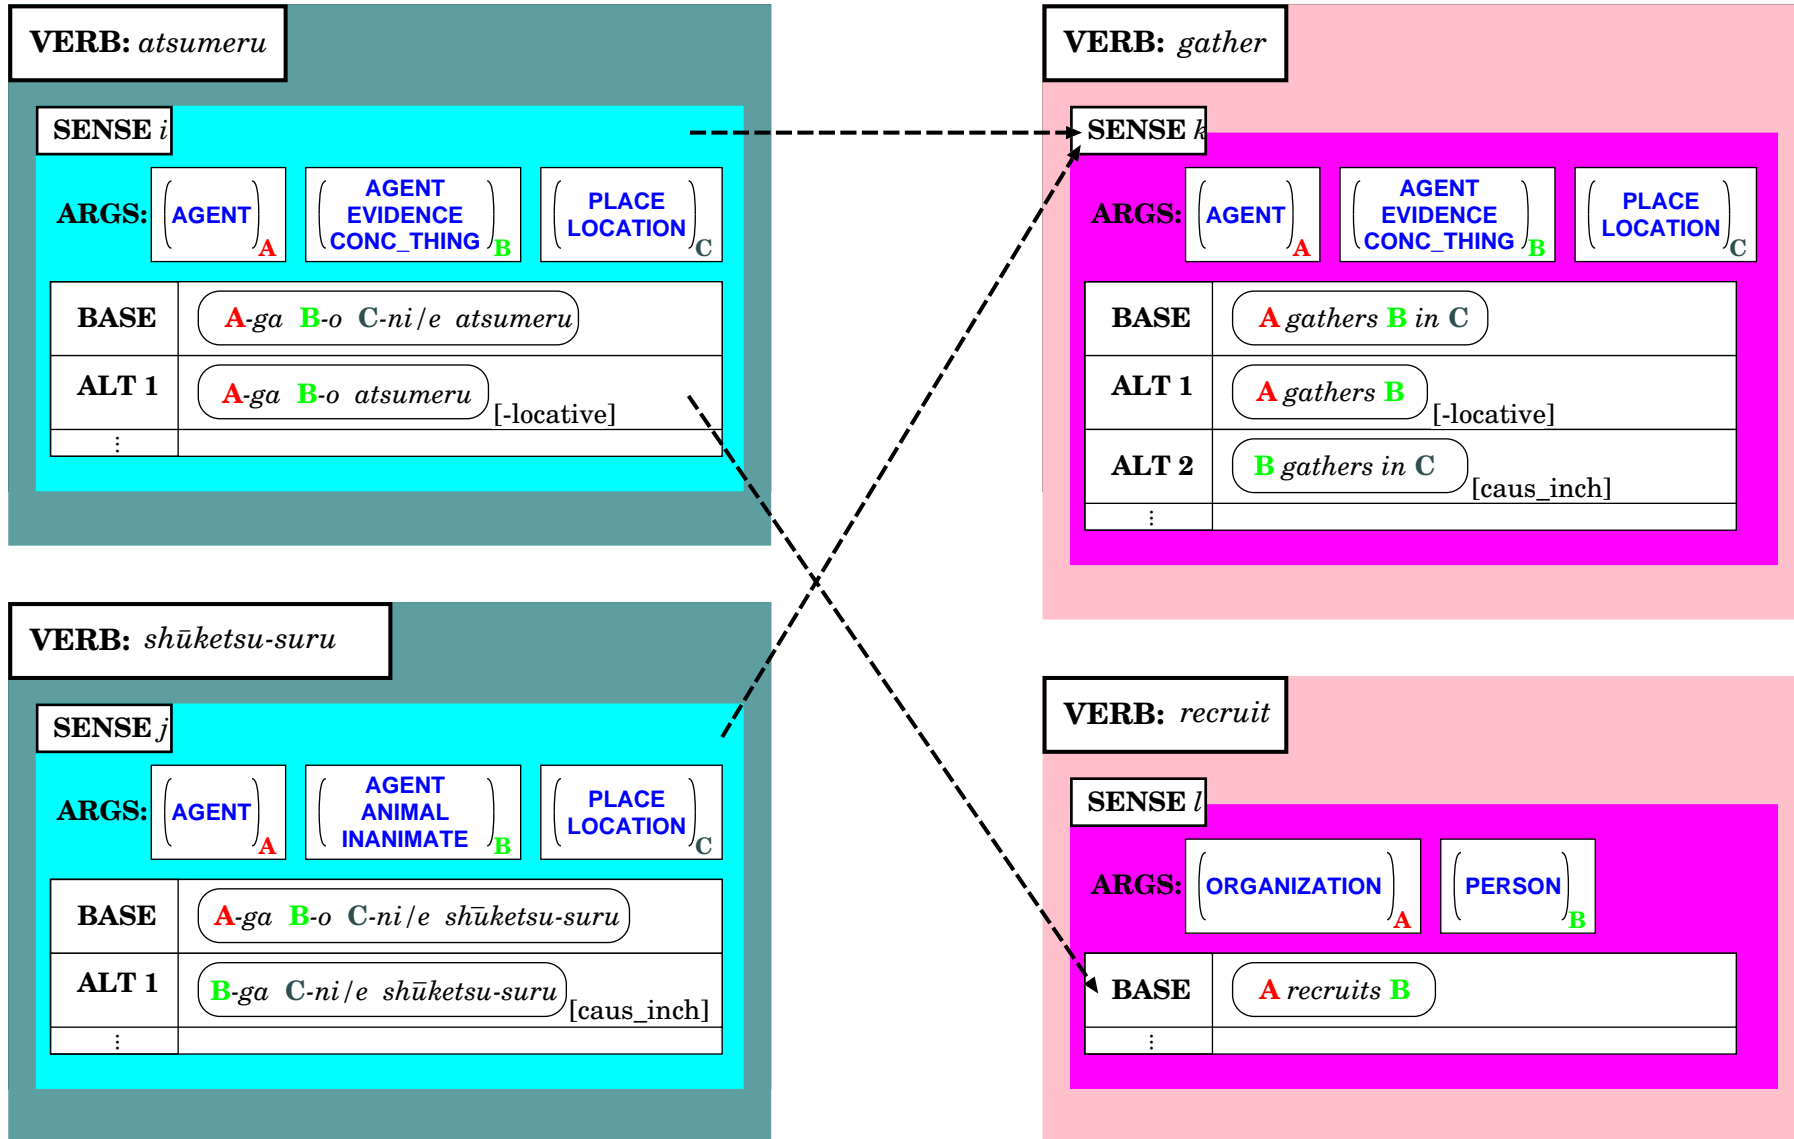 VERB: atsumeru
SENSE i
ARGS: AGENT A
AGENT
EVIDENCE
CONC_THING B
PLACE
LOCATION C
BASE A-ga B-o C-ni/e atsumeru
ALT 1 A-ga B-o atsumeru [-locative]
⋮
VERB: shūketsu-suru
SENSE j
ARGS: AGENT A
AGENT
ANIMAL
INANIMATE B
PLACE
LOCATION C
BASE A-ga B-o C-ni/e shūketsu-suru
ALT 1 B-ga C-ni/e shūketsu-suru [caus_inch]
⋮
VERB: gather
SENSE k
ARGS: AGENT A
AGENT
EVIDENCE
CONC_THING B
PLACE
LOCATION C
BASE A gathers B in C
ALT 1 A gathers B [-locative]
ALT 2 B gathers in C [caus_inch]
⋮
VERB: recruit
SENSE l
ARGS: ORGANIZATION A PERSON B
BASE A recruits B
⋮